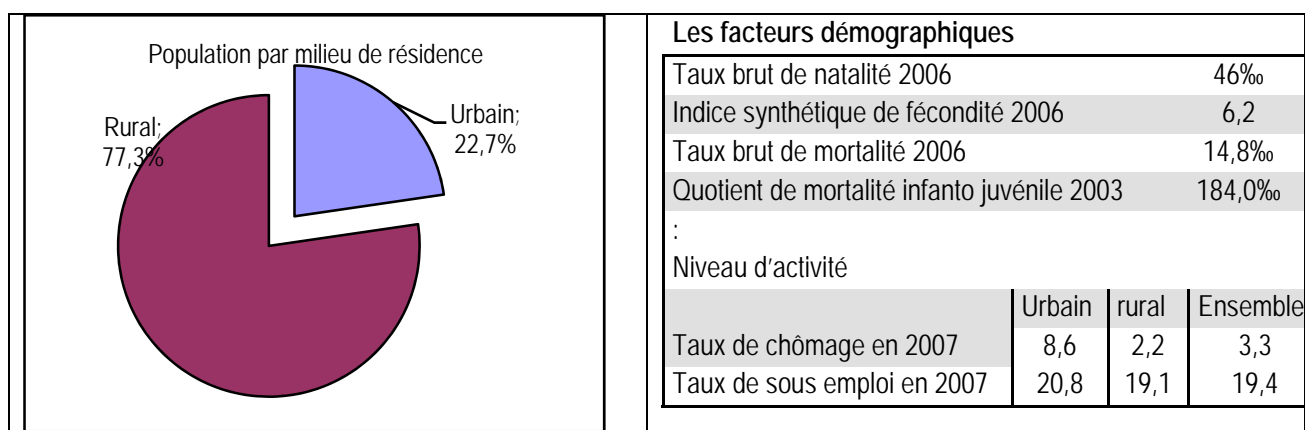 Population par milieu de résidence
Urbain;
22,7%
Rural;
77,3%
Les facteurs démographiques
Taux brut de natalité 2006 46‰
Indice synthétique de fécondité 2006 6,2
Taux brut de mortalité 2006 14,8‰
Quotient de mortalité infanto juvénile 2003 184,0‰
:
Niveau d'activité
Urbain rural Ensemble
Taux de chômage en 2007 8,6 2,2 3,3
Taux de sous emploi en 2007 20,8 19,1 19,4